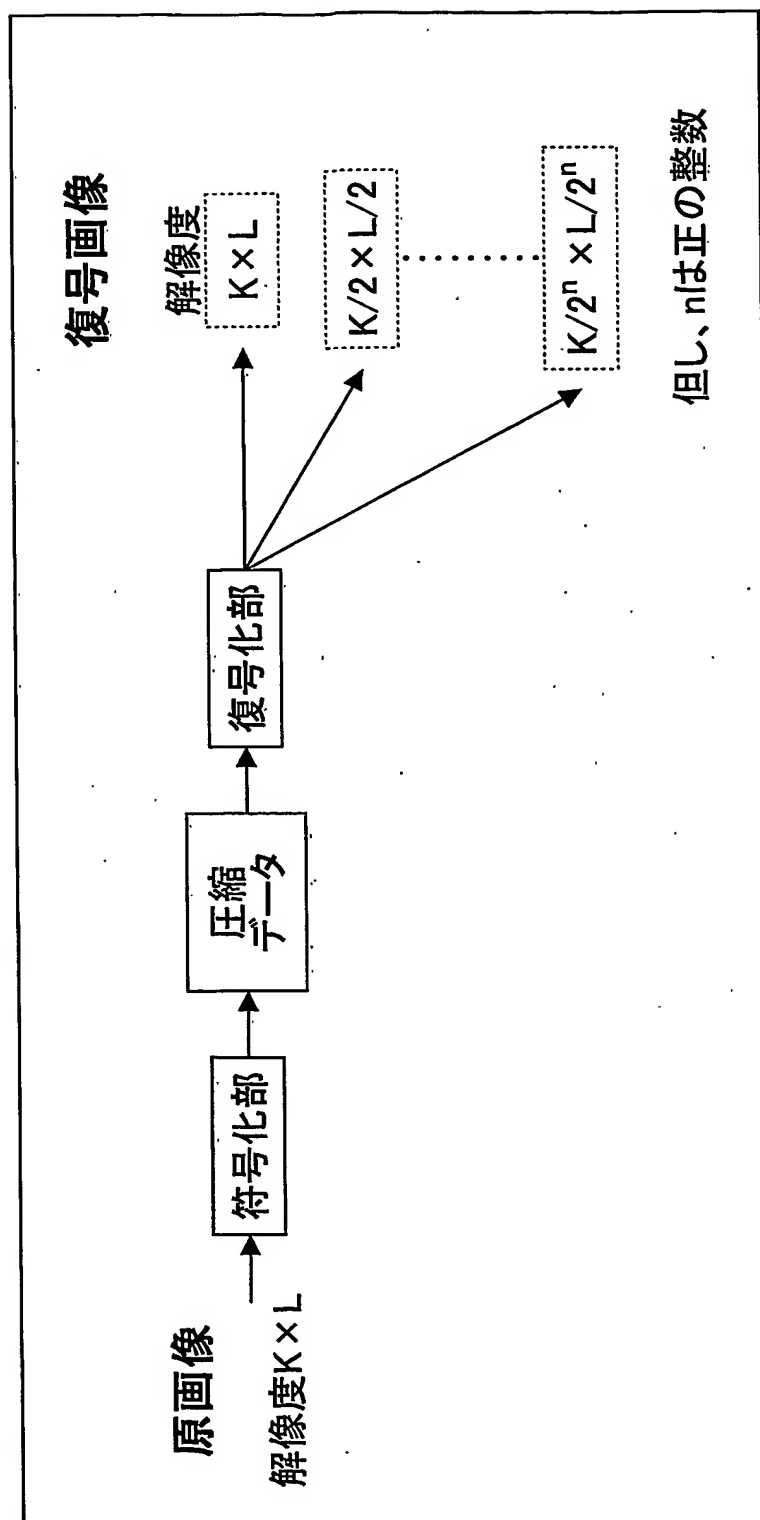 原画像
解像度K×L
符号化部
圧縮
データ
復号化部
復号画像
解像度
K×L
K/2×L/2
K/2ⁿ×L/2ⁿ
但し、nは正の整数